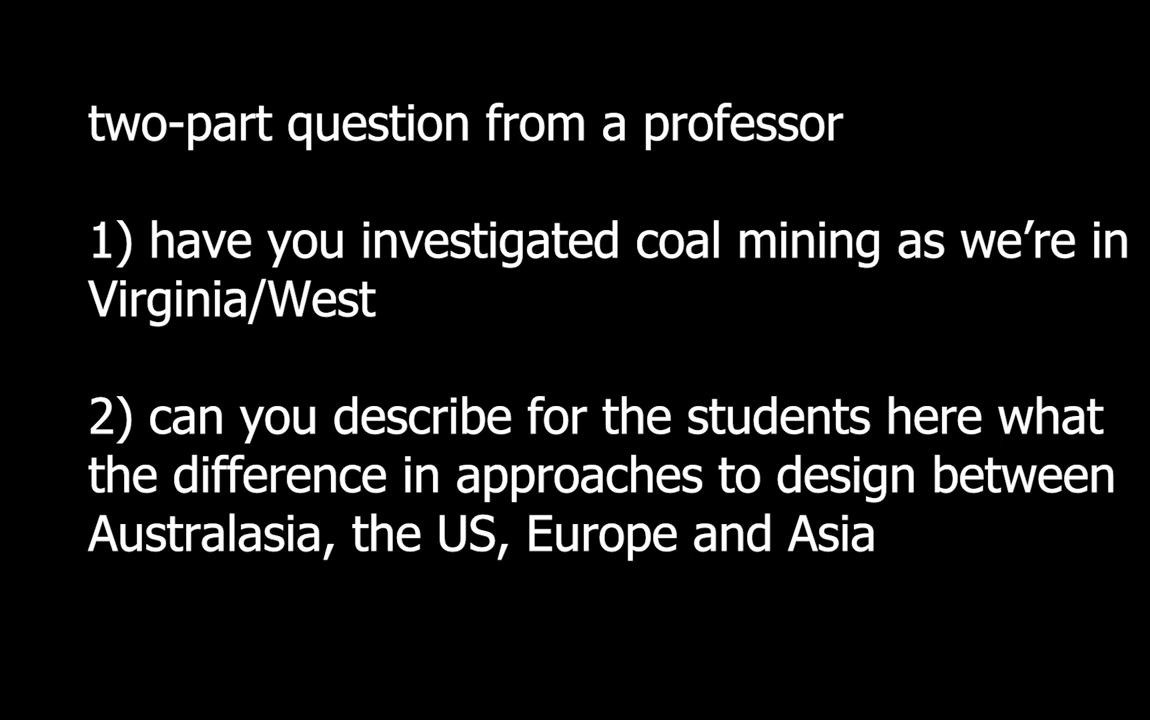 two-part question from a professor
1) have you investigated coal mining as we’re in
Virginia/West
2) can you describe for the students here what
the difference in approaches to design between
Australasia, the US, Europe and Asia